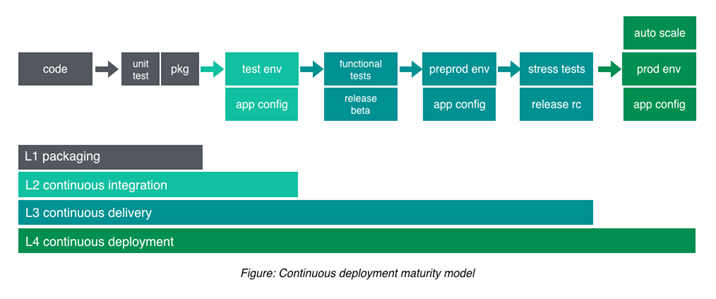 auto scale
code
unit
test
pkg
test env
functional
tests
preprod env
stress tests
prod env
app config
release
beta
app config
release rc
app config
L1 packaging
L2 continuous integration
L3 continuous delivery
L4 continuous deployment
Figure: Continuous deployment maturity model